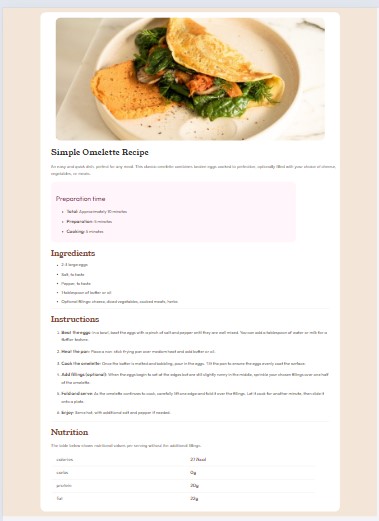 Simple Omelette Recipe
An easy and quick dish, perfect for any meal. This classic omelette combines beaten eggs cooked to perfection, optionally filled with your choice of cheese,
vegetables, or meats.
Preparation time
Total: Approximately 10 minutes
Preparation: 5 minutes
Cooking: 5 minutes
Ingredients
2-3 large eggs
Salt, to taste
Pepper, to taste
1 tablespoon of butter or oil
Optional fillings: cheese, diced vegetables, cooked meats, herbs
Instructions
1. Beat the eggs: In a bowl, beat the eggs with a pinch of salt and pepper until they are well mixed. You can add a tablespoon of water or milk for a
fluffier texture.
2. Heat the pan: Place a non-stick frying pan over medium heat and add butter or oil.
3. Cook the omelette: Once the butter is melted and bubbling, pour in the eggs. Tilt the pan to ensure the eggs evenly coat the surface.
4. Add fillings (optional): When the eggs begin to set at the edges but are still slightly runny in the middle, sprinkle your chosen fillings over one half
of the omelette.
5. Fold and serve: As the omelette continues to cook, carefully lift one edge and fold it over the fillings. Let it cook for another minute, then slide it
onto a plate.
6. Enjoy: Serve hot, with additional salt and pepper if needed.
Nutrition
The table below shows nutritional values per serving without the additional fillings.
calories 277kcal
carbs 0g
protein 20g
fat 22g